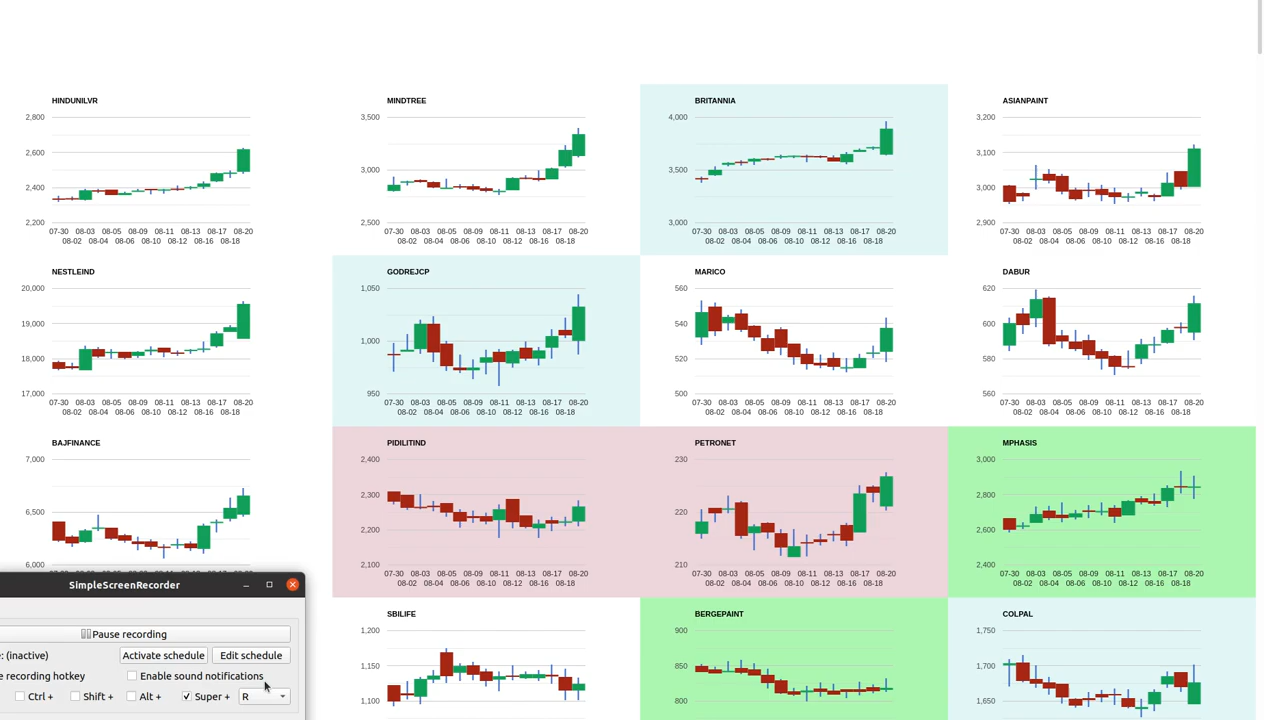 HINDUNILVR
2,800
2,600
2,400
2,200
07-30 08-03 08-05 08-09 08-11 08-13 08-17 08-20
08-02 08-04 08-06 08-10 08-12 08-16 08-18
MINDTREE
3,500
3,000
2,500
07-30 08-03 08-05 08-09 08-11 08-13 08-17 08-20
08-02 08-04 08-06 08-10 08-12 08-16 08-18
BRITANNIA
4,000
3,500
3,000
07-30 08-03 08-05 08-09 08-11 08-13 08-17 08-20
08-02 08-04 08-06 08-10 08-12 08-16 08-18
ASIANPAINT
3,200
3,100
3,000
2,900
07-30 08-03 08-05 08-09 08-11 08-13 08-17 08-20
08-02 08-04 08-06 08-10 08-12 08-16 08-18
NESTLEIND
20,000
19,000
18,000
17,000
07-30 08-03 08-05 08-09 08-11 08-13 08-17 08-20
08-02 08-04 08-06 08-10 08-12 08-16 08-18
GODREJCP
1,050
1,000
950
07-30 08-03 08-05 08-09 08-11 08-13 08-17 08-20
08-02 08-04 08-06 08-10 08-12 08-16 08-18
MARICO
560
540
520
500
07-30 08-03 08-05 08-09 08-11 08-13 08-17 08-20
08-02 08-04 08-06 08-10 08-12 08-16 08-18
DABUR
620
600
580
560
07-30 08-03 08-05 08-09 08-11 08-13 08-17 08-20
08-02 08-04 08-06 08-10 08-12 08-16 08-18
BAJFINANCE
7,000
6,500
6,000
PIDILITIND
2,400
2,300
2,200
2,100
07-30 08-03 08-05 08-09 08-11 08-13 08-17 08-20
08-02 08-04 08-06 08-10 08-12 08-16 08-18
PETRONET
230
220
210
07-30 08-03 08-05 08-09 08-11 08-13 08-17 08-20
08-02 08-04 08-06 08-10 08-12 08-16 08-18
MPHASIS
3,000
2,800
2,600
2,400
07-30 08-03 08-05 08-09 08-11 08-13 08-17 08-20
08-02 08-04 08-06 08-10 08-12 08-16 08-18
SimpleScreenRecorder
Pause recording
: (inactive) Activate schedule Edit schedule
recording hotkey Enable sound notifications
Ctrl + Shift + Alt + Super + R
SBILIFE
1,200
1,150
1,100
BERGEPAINT
900
850
800
COLPAL
1,750
1,700
1,650